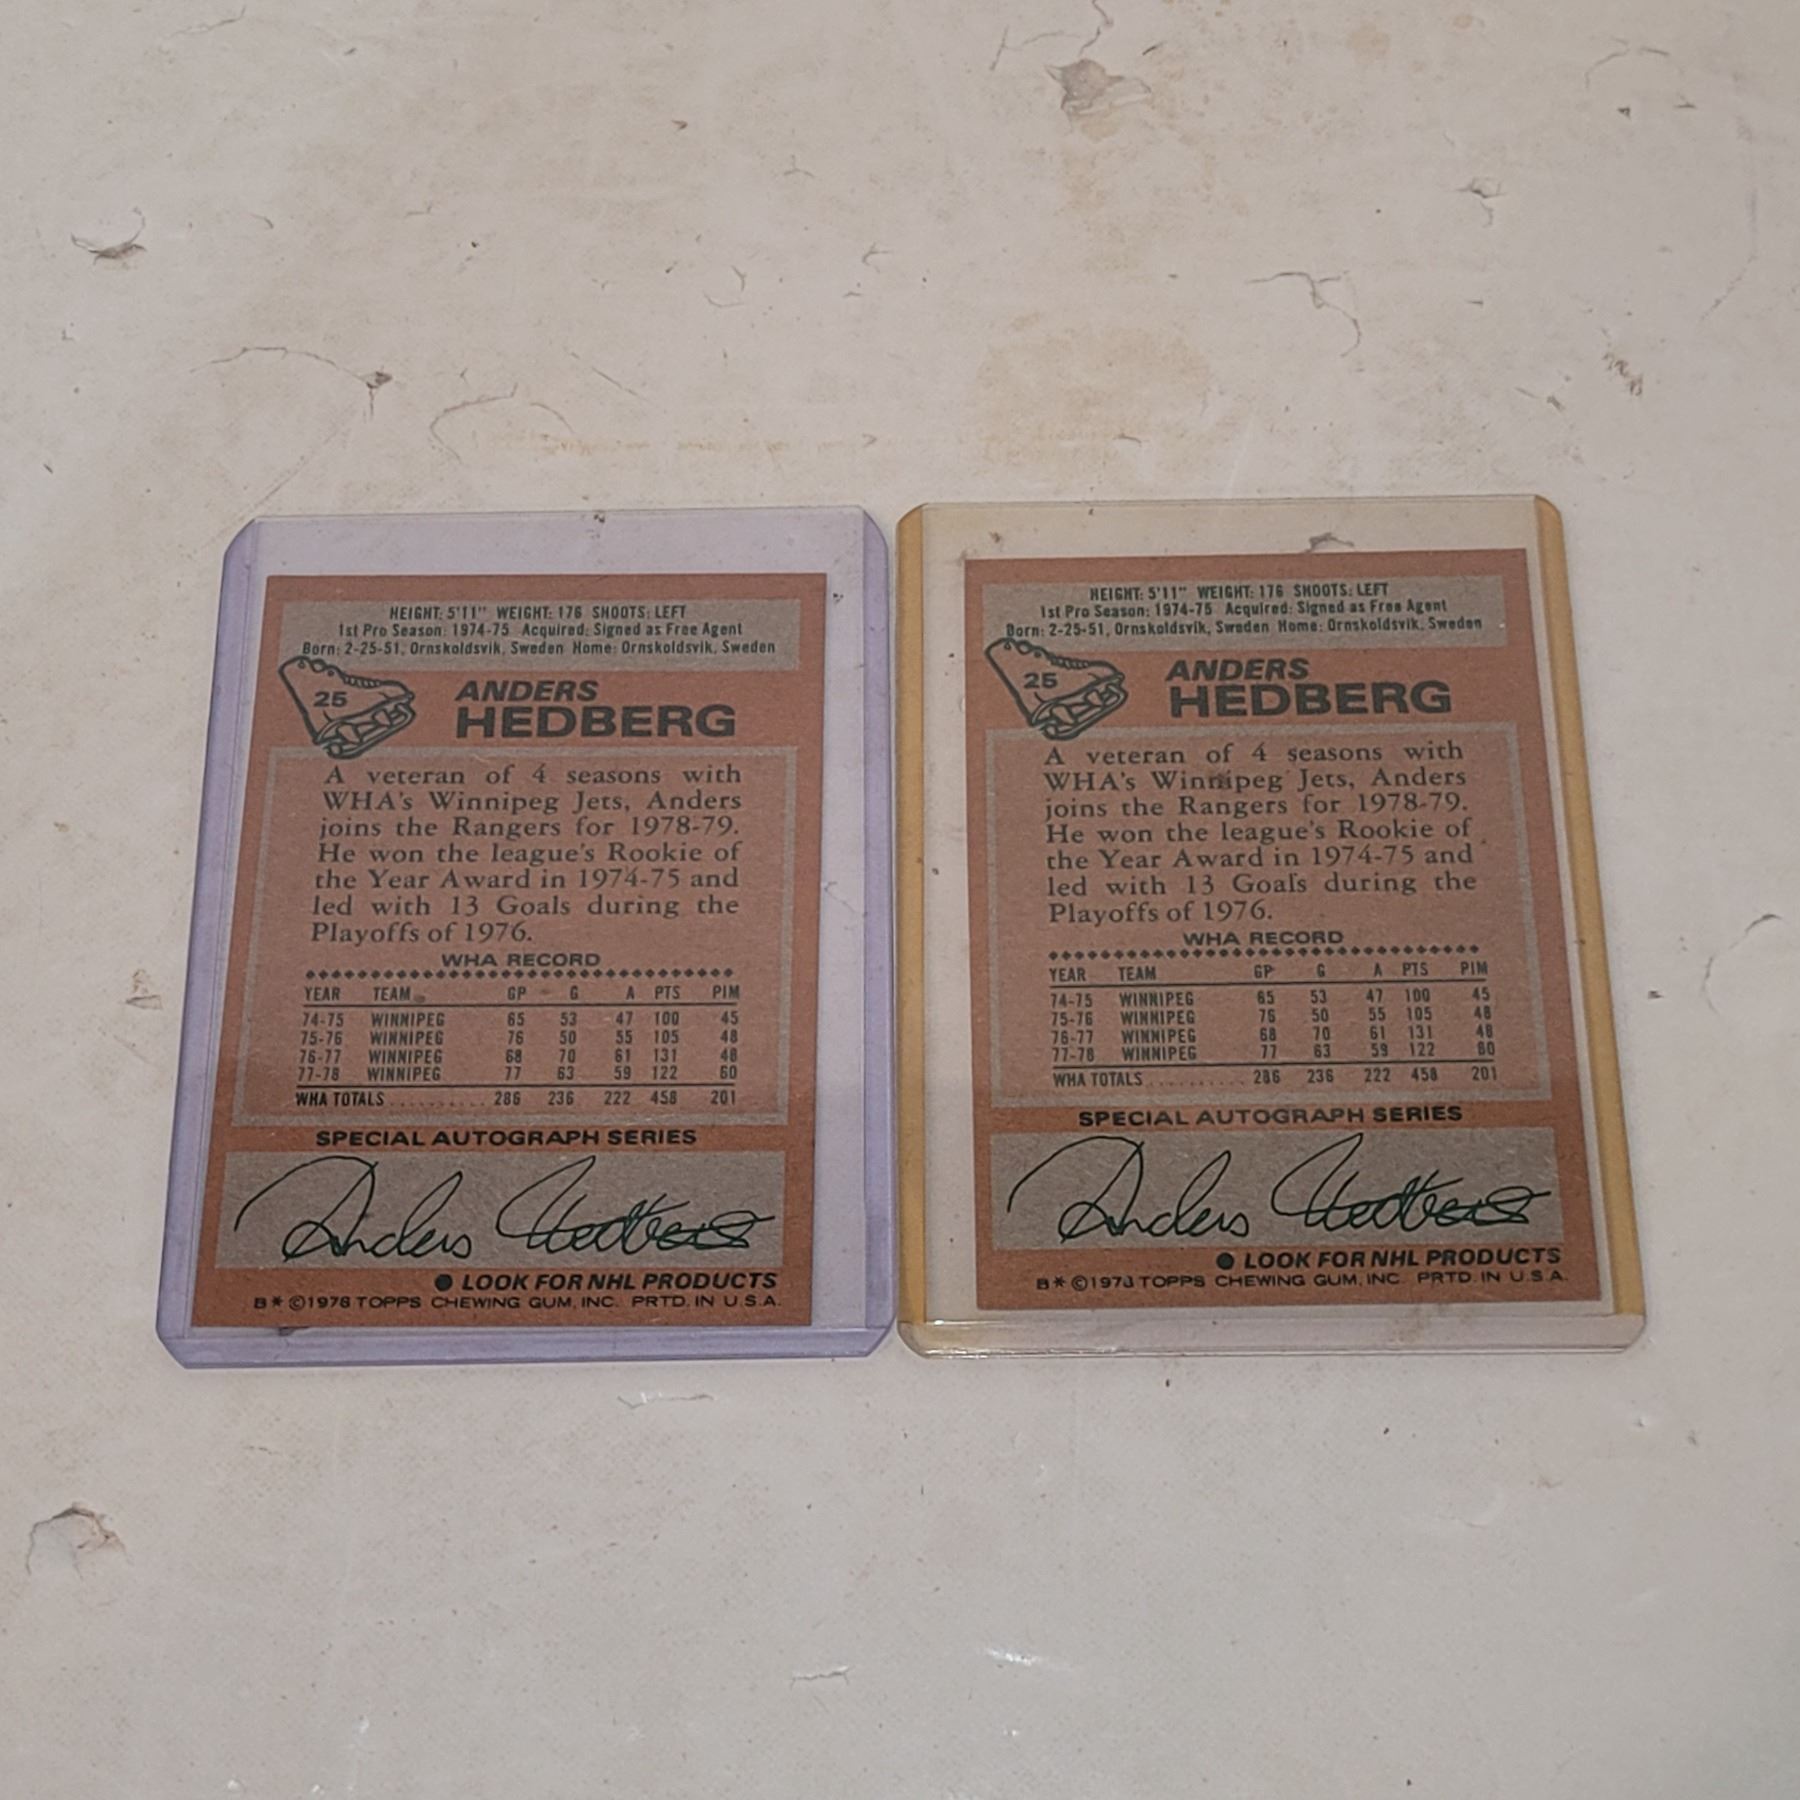 HEIGHT: 5'11" WEIGHT: 176 SHOOTS: LEFT
1st Pro Season: 1974-75 Acquired: Signed as Free Agent
Born: 2-25-51, Ornskoldsvik, Sweden Home: Ornskoldsvik, Sweden
25
ANDERS
HEDBERG
A veteran of 4 seasons with
WHA's Winnipeg Jets, Anders
joins the Rangers for 1978-79.
He won the league's Rookie of
the Year Award in 1974-75 and
led with 13 Goals during the
Playoffs of 1976.
WHA RECORD
YEAR TEAM GP G A PTS PIM
74-75 WINNIPEG 65 53 47 100 45
75-76 WINNIPEG 76 50 55 105 48
76-77 WINNIPEG 68 70 61 131 48
77-78 WINNIPEG 77 63 59 122 60
WHA TOTALS .......... 286 236 222 458 201
SPECIAL AUTOGRAPH SERIES
Anders Hedberg
LOOK FOR NHL PRODUCTS
B*©1978 TOPPS CHEWING GUM, INC. PRTD. IN U.S.A.
HEIGHT: 5'11" WEIGHT: 176 SHOOTS: LEFT
1st Pro Season: 1974-75 Acquired: Signed as Free Agent
Born: 2-25-51, Ornskoldsvik, Sweden Home: Ornskoldsvik, Sweden
25
ANDERS
HEDBERG
A veteran of 4 seasons with
WHA's Winnipeg Jets, Anders
joins the Rangers for 1978-79.
He won the league's Rookie of
the Year Award in 1974-75 and
led with 13 Goals during the
Playoffs of 1976.
WHA RECORD
YEAR TEAM GP G A PTS PIM
74-75 WINNIPEG 65 53 47 100 45
75-76 WINNIPEG 76 50 55 105 48
76-77 WINNIPEG 68 70 61 131 48
77-78 WINNIPEG 77 63 59 122 60
WHA TOTALS .......... 286 236 222 458 201
SPECIAL AUTOGRAPH SERIES
Anders Hedberg
LOOK FOR NHL PRODUCTS
B*©1978 TOPPS CHEWING GUM, INC. PRTD. IN U.S.A.